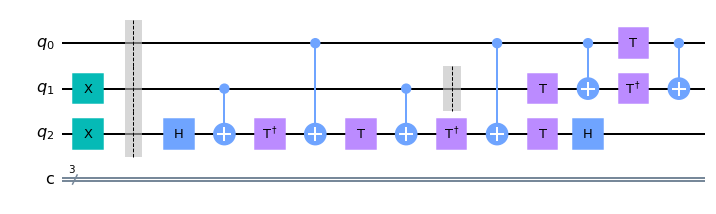 q0 T
q1 X T T†
q2 X H T† T T† T H
c 3